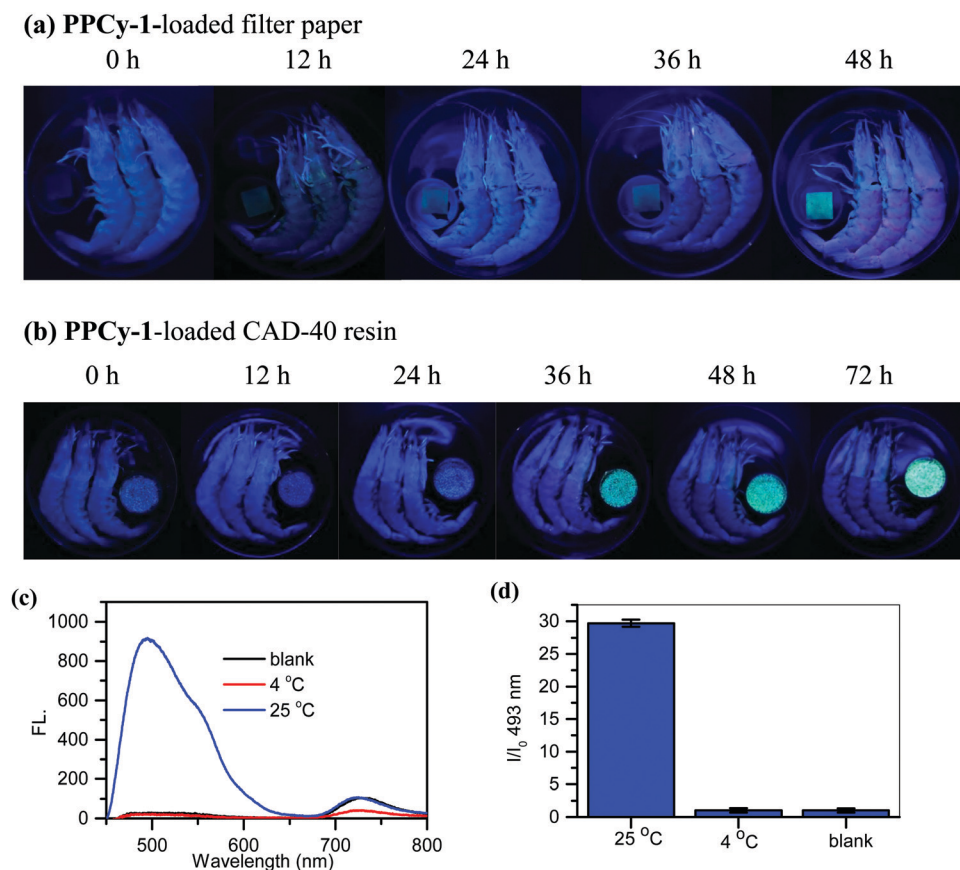 (a) PPCy-1-loaded filter paper
0 h 12 h 24 h 36 h 48 h
(b) PPCy-1-loaded CAD-40 resin
0 h 12 h 24 h 36 h 48 h 72 h
(c)
1000
800
600
400
200
0
FL.
blank
4 °C
25 °C
500 600 700 800
Wavelength (nm)
(d)
30
25
20
15
10
5
0
I/I₀ 493 nm
25 °C 4 °C blank